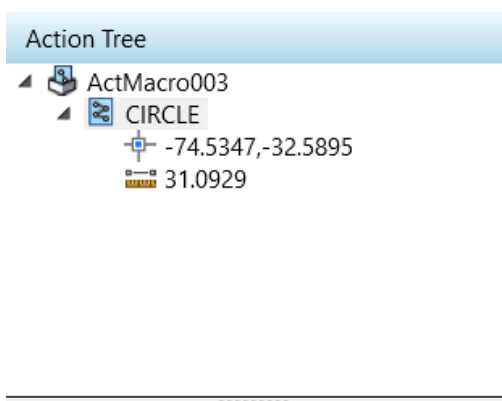 Action Tree
ActMacro003
CIRCLE
-74.5347,-32.5895
31.0929